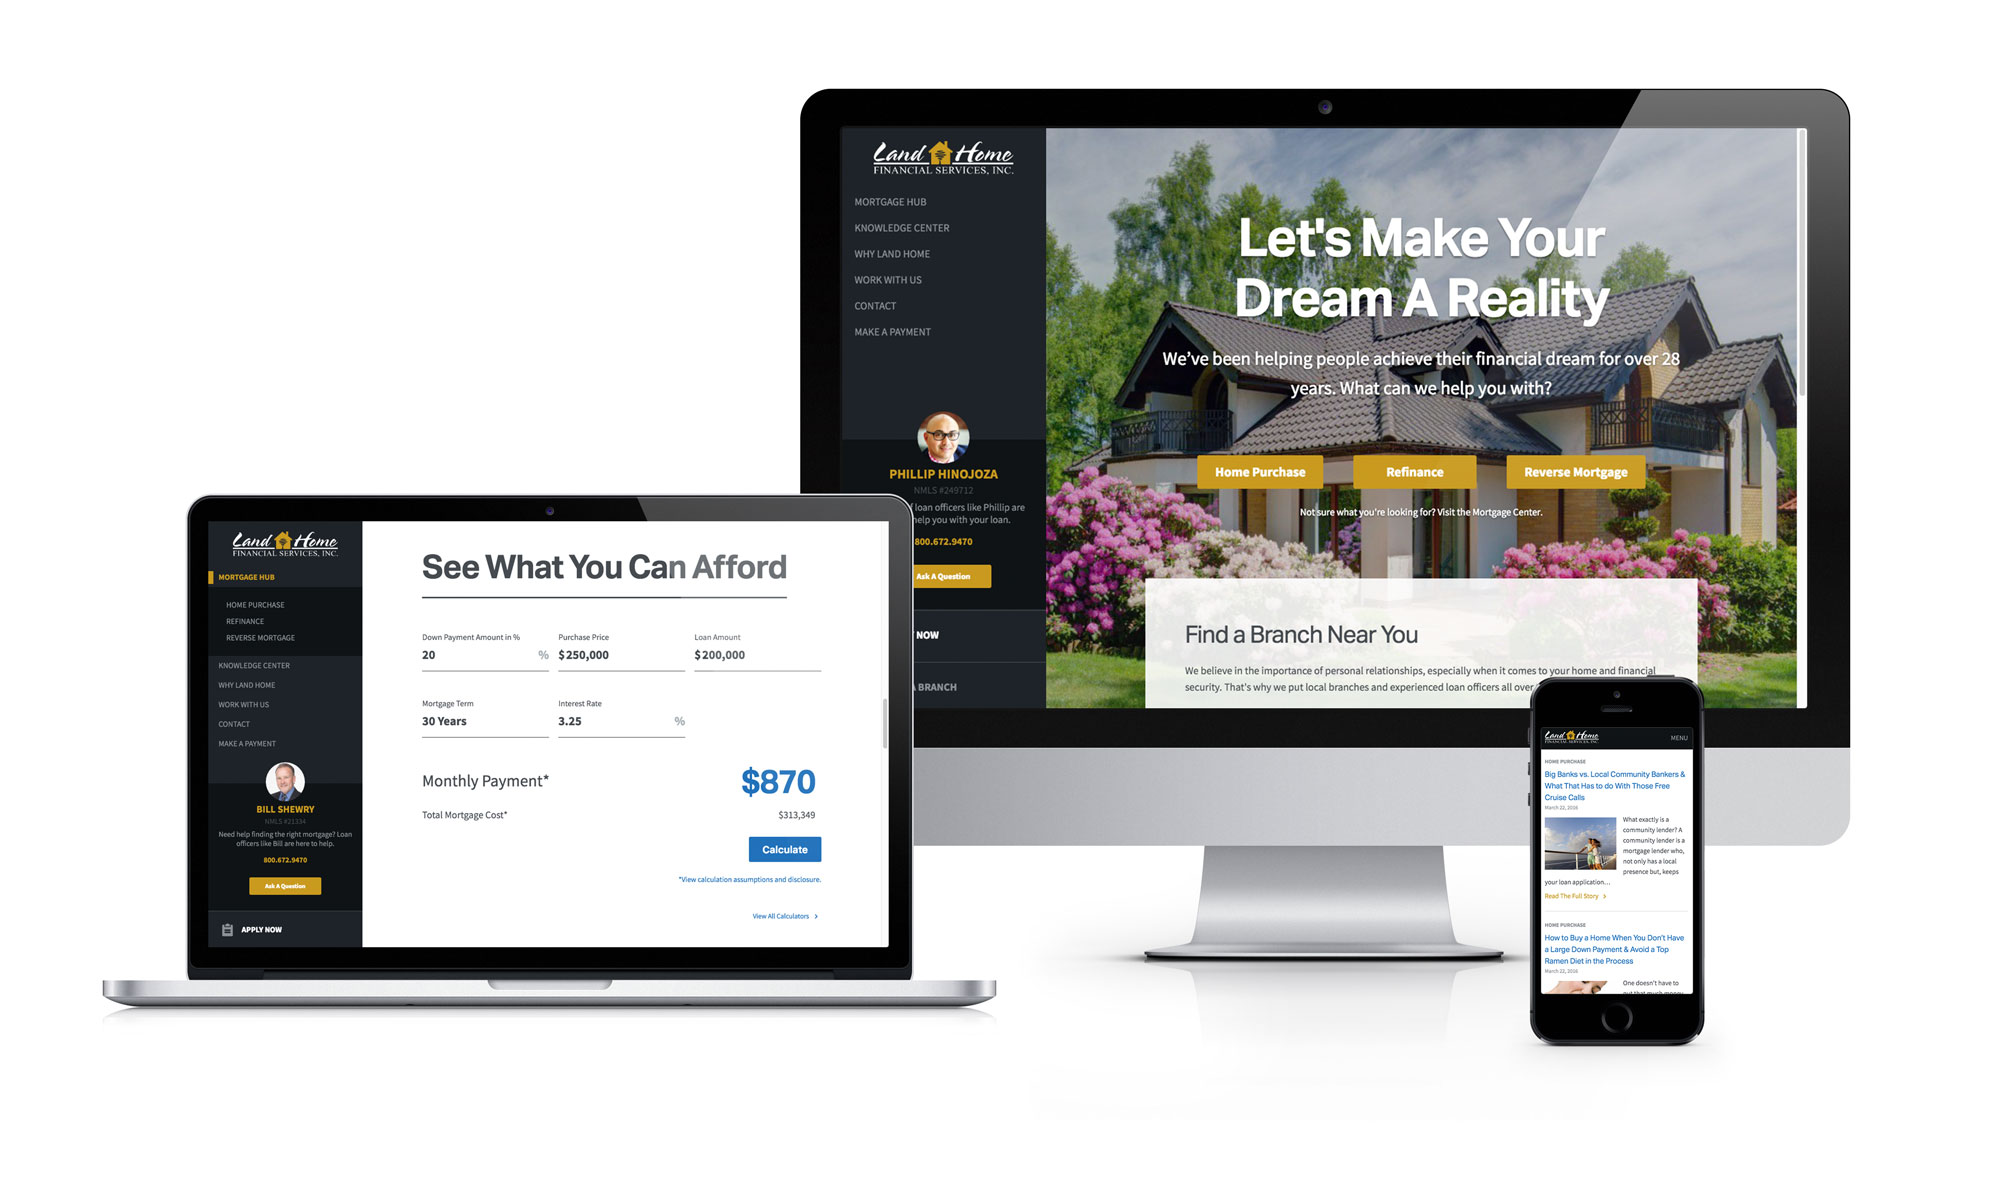 Land Home
FINANCIAL SERVICES, INC.
MORTGAGE HUB
KNOWLEDGE CENTER
WHY LAND HOME
WORK WITH US
CONTACT
MAKE A PAYMENT
PHILLIP HINOJOZA
NMLS #249712
loan officers like Phillip are
help you with your loan.
800.672.9470
Ask A Question
NOW
BRANCH
Let's Make Your
Dream A Reality
We've been helping people achieve their financial dream for over 28
years. What can we help you with?
Home Purchase
Refinance
Reverse Mortgage
Not sure what you're looking for? Visit the Mortgage Center.
Find a Branch Near You
We believe in the importance of personal relationships, especially when it comes to your home and financial
security. That's why we put local branches and experienced loan officers all over
Land Home
FINANCIAL SERVICES, INC.
MORTGAGE HUB
HOME PURCHASE
REFINANCE
REVERSE MORTGAGE
KNOWLEDGE CENTER
WHY LAND HOME
WORK WITH US
CONTACT
MAKE A PAYMENT
BILL SHEWRY
NMLS #21334
Need help finding the right mortgage? Loan
officers like Bill are here to help.
800.672.9470
Ask A Question
APPLY NOW
See What You Can Afford
Down Payment Amount in % Purchase Price Loan Amount
20 % $250,000 $200,000
Mortgage Term Interest Rate
30 Years 3.25 %
Monthly Payment* $870
Total Mortgage Cost* $313,349
Calculate
*View calculation assumptions and disclosure.
View All Calculators >
Land Home
FINANCIAL SERVICES, INC.
MENU
HOME PURCHASE
Big Banks vs. Local Community Bankers &
What That Has to do With Those Free
Cruise Calls
March 22, 2016
What exactly is a
community lender? A
community lender is a
mortgage lender who,
not only has a local
presence but, keeps
your loan application...
Read The Full Story >
HOME PURCHASE
How to Buy a Home When You Don't Have
a Large Down Payment & Avoid a Top
Ramen Diet in the Process
March 22, 2016
One doesn't have to
put that much money